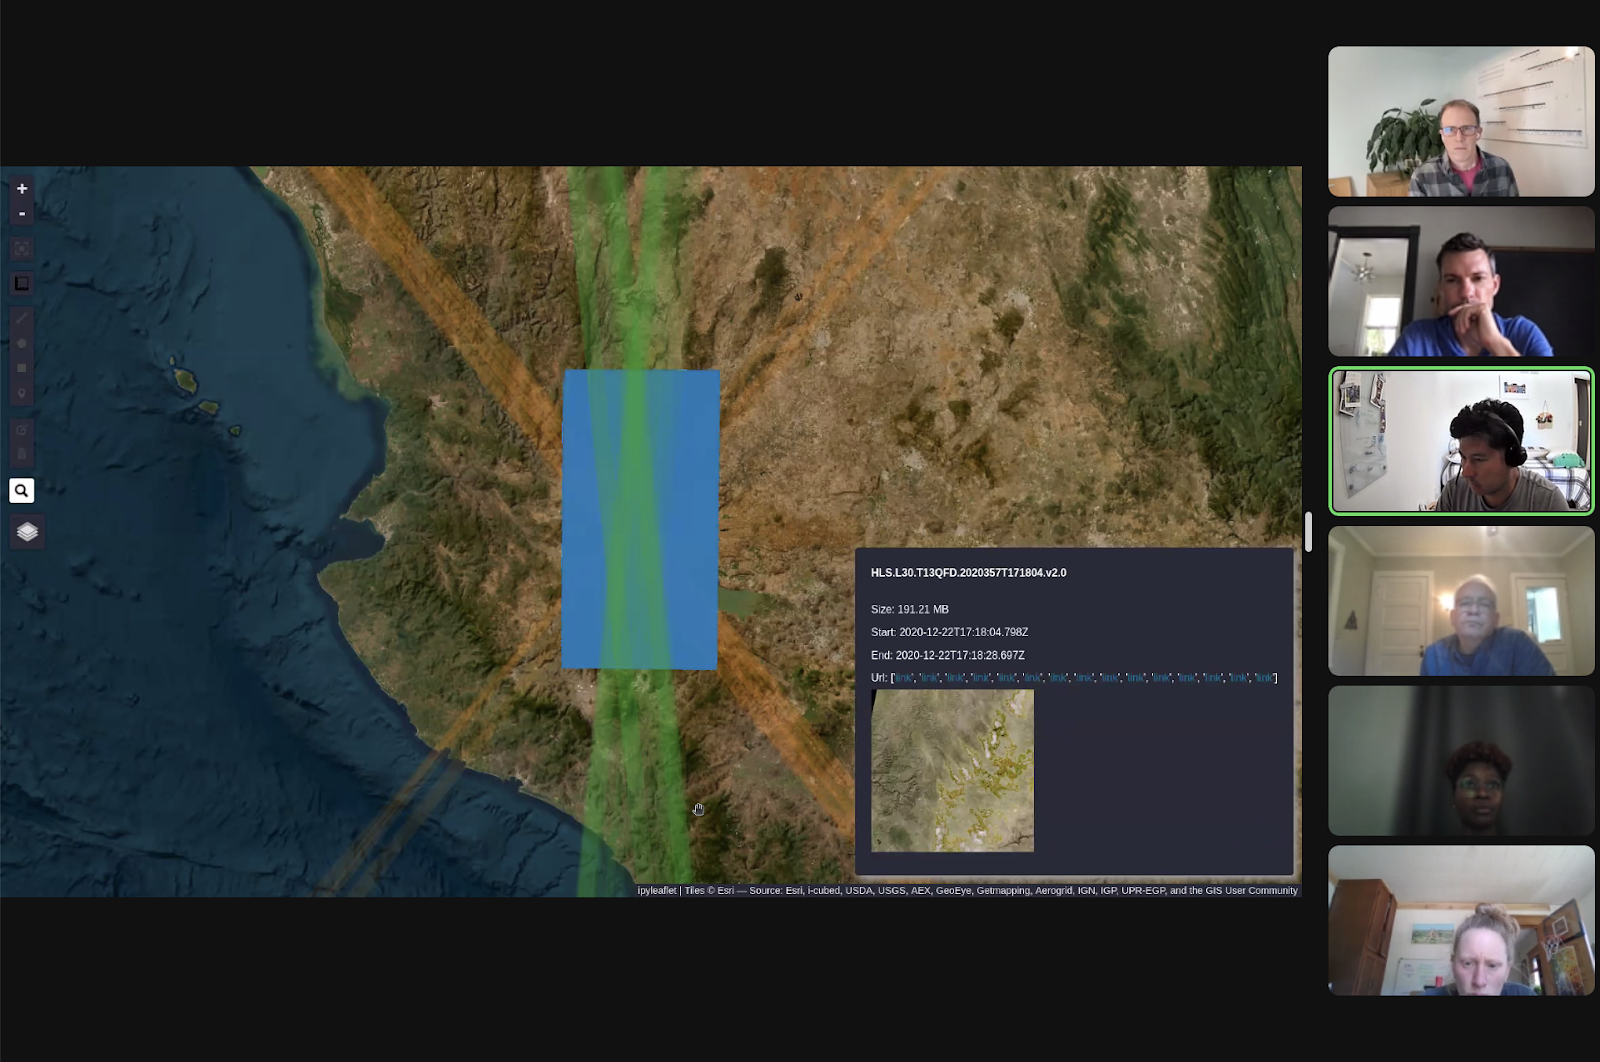 +
-
HLS.L30.T13QFD.2020357T171804.v2.0
Size: 191.21 MB
Start: 2020-12-22T17:18:04.798Z
End: 2020-12-22T17:18:28.697Z
Url: ['link', 'link', 'link', 'link', 'link', 'link', 'link', 'link', 'link', 'link', 'link', 'link', 'link', 'link', 'link']
ipyleaflet | Tiles © Esri — Source: Esri, i-cubed, USDA, USGS, AEX, GeoEye, Getmapping, Aerogrid, IGN, IGP, UPR-EGP, and the GIS User Community